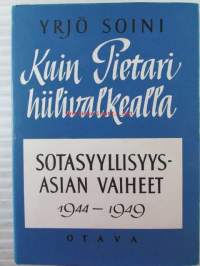 YRJÖ SOINI
Kuin Pietari
hiilivalkealla
SOTASYYLLISYYS-
ASIAN VAIHEET
1944 – 1949
OTAVA